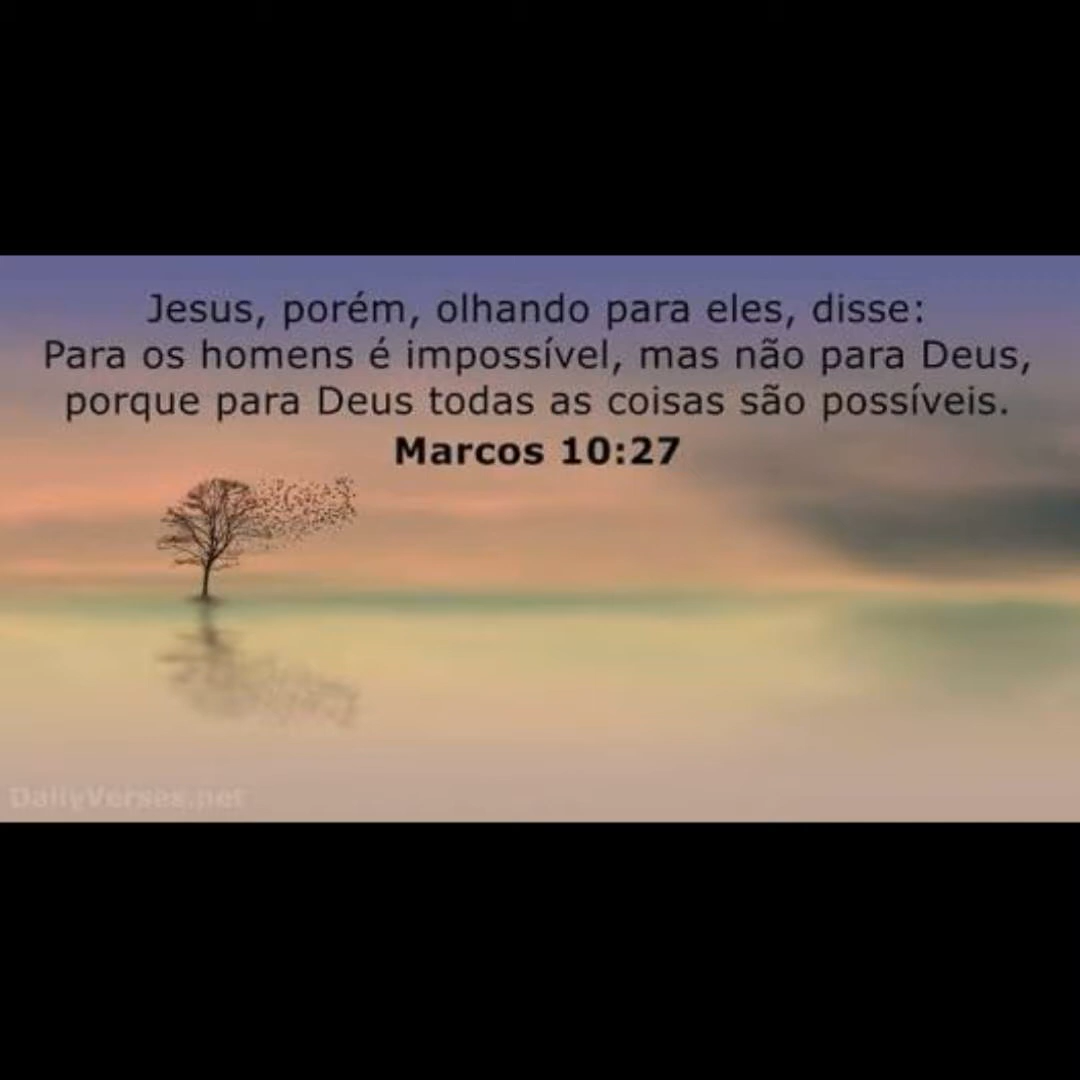 Jesus, porém, olhando para eles, disse:
Para os homens é impossível, mas não para Deus,
porque para Deus todas as coisas são possíveis.
Marcos 10:27
DailyVerses.net